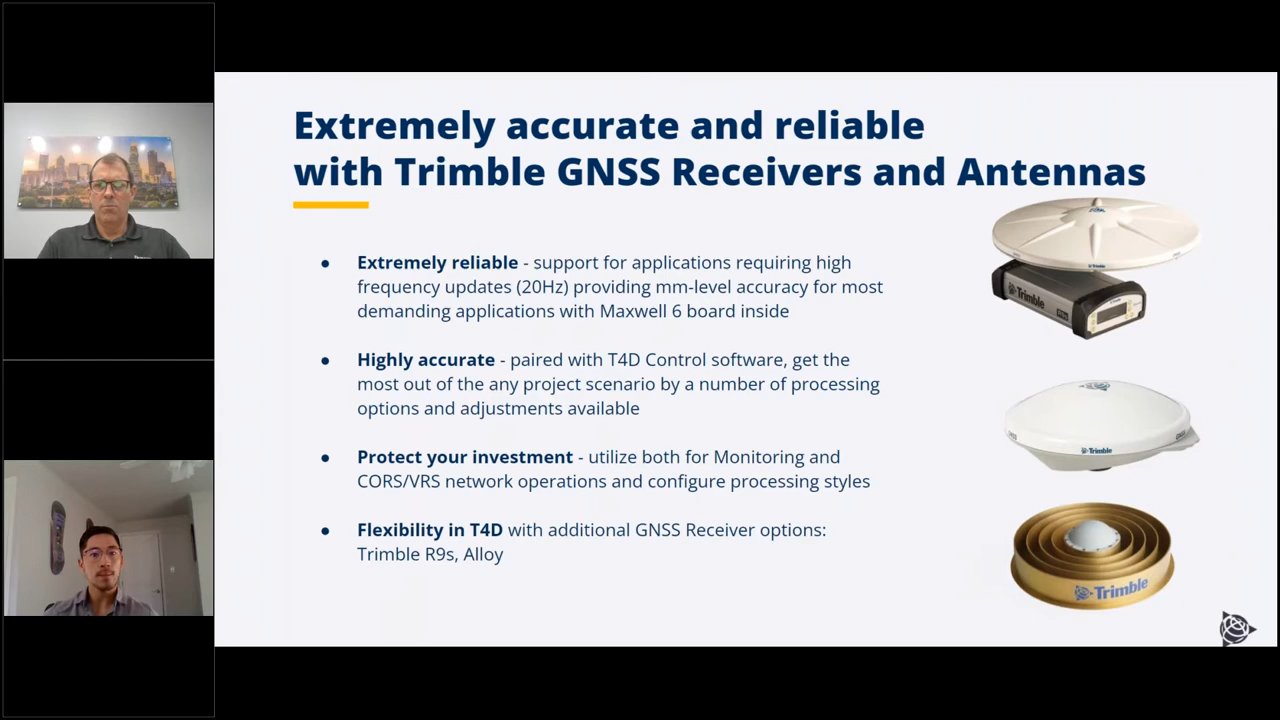 Extremely accurate and reliable
with Trimble GNSS Receivers and Antennas
● Extremely reliable - support for applications requiring high
frequency updates (20Hz) providing mm-level accuracy for most
demanding applications with Maxwell 6 board inside
● Highly accurate - paired with T4D Control software, get the
most out of the any project scenario by a number of processing
options and adjustments available
● Protect your investment - utilize both for Monitoring and
CORS/VRS network operations and configure processing styles
● Flexibility in T4D with additional GNSS Receiver options:
Trimble R9s, Alloy
Trimble
Trimble
Trimble
Trimble